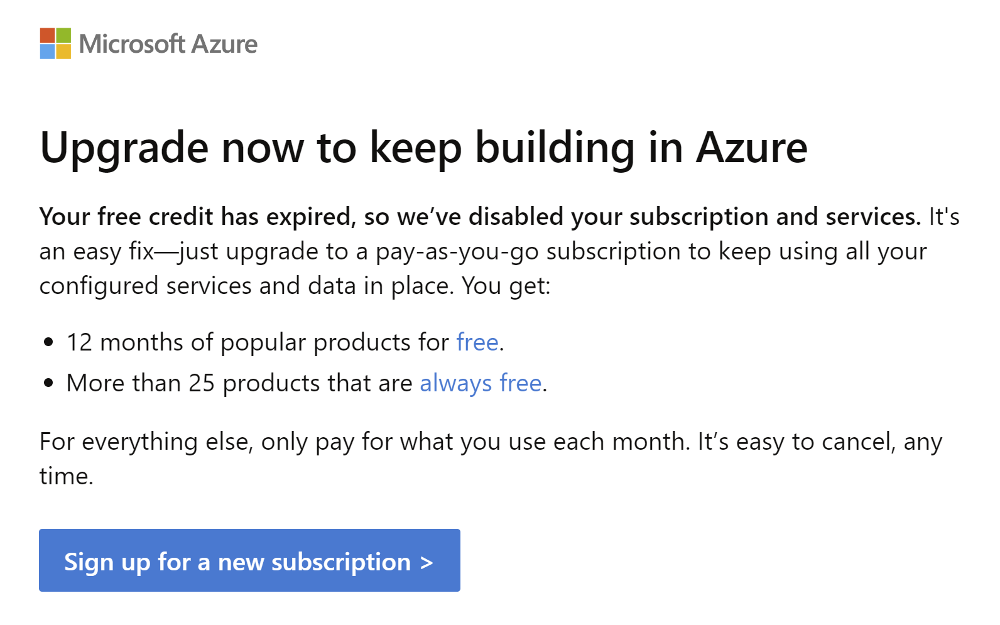 Microsoft Azure
Upgrade now to keep building in Azure
Your free credit has expired, so we’ve disabled your subscription and services. It's
an easy fix—just upgrade to a pay-as-you-go subscription to keep using all your
configured services and data in place. You get:
• 12 months of popular products for free.
• More than 25 products that are always free.
For everything else, only pay for what you use each month. It’s easy to cancel, any
time.
Sign up for a new subscription >